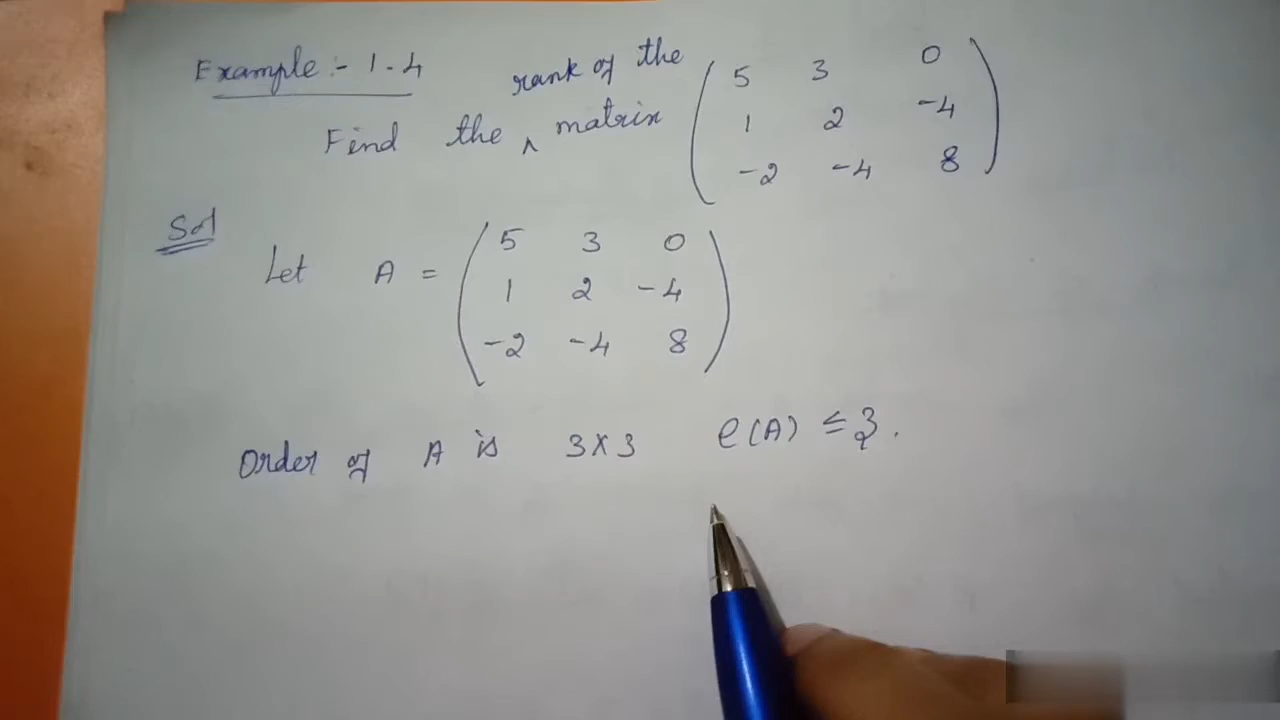 Example :- 1.4
Find the ^ rank of the matrix
( 5 3 0
1 2 -4
-2 -4 8 )
Sol
Let A = ( 5 3 0
1 2 -4
-2 -4 8 )
Order of A is 3×3 ρ(A) ≤ 3.